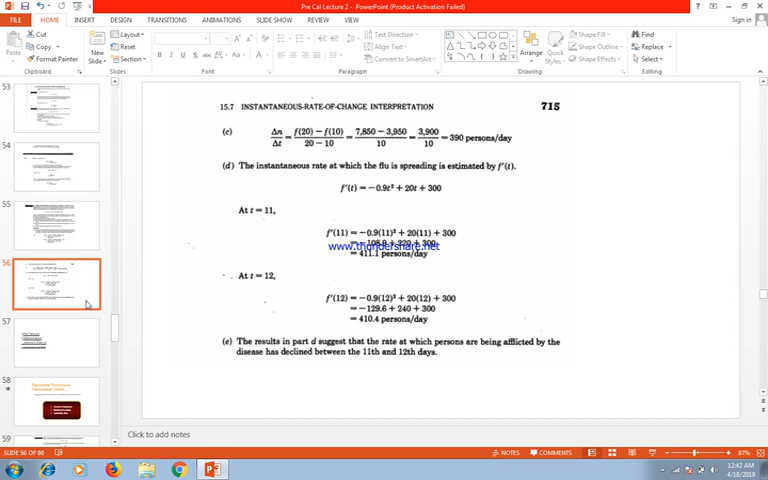 Pre Cal Lecture 2 - PowerPoint (Product Activation Failed)
FILE HOME INSERT DESIGN TRANSITIONS ANIMATIONS SLIDE SHOW REVIEW VIEW Sign in
Paste
Cut
Copy
Format Painter
Clipboard
New Slide
Layout
Reset
Section
Slides
Font
Text Direction
Align Text
Convert to SmartArt
Paragraph
Arrange
Quick Styles
Shape Fill
Shape Outline
Shape Effects
Drawing
Find
Replace
Select
Editing
53
54
55
56
57
58
59
15.7 INSTANTANEOUS-RATE-OF-CHANGE INTERPRETATION 715
(c) Δn/Δt = f(20) − f(10)/20 − 10 = 7,850 − 3,950/10 = 3,900/10 = 390 persons/day
(d) The instantaneous rate at which the flu is spreading is estimated by f'(t).
f'(t) = −0.9t² + 20t + 300
At t = 11,
f'(11) = −0.9(11)² + 20(11) + 300
= −108.9 + 220 + 300
www.thundershare.net
= 411.1 persons/day
At t = 12,
f'(12) = −0.9(12)² + 20(12) + 300
= −129.6 + 240 + 300
= 410.4 persons/day
(e) The results in part d suggest that the rate at which persons are being afflicted by the
disease has declined between the 11th and 12th days.
Click to add notes
SLIDE 56 OF 80 NOTES COMMENTS 87%
12:42 AM
4/18/2019